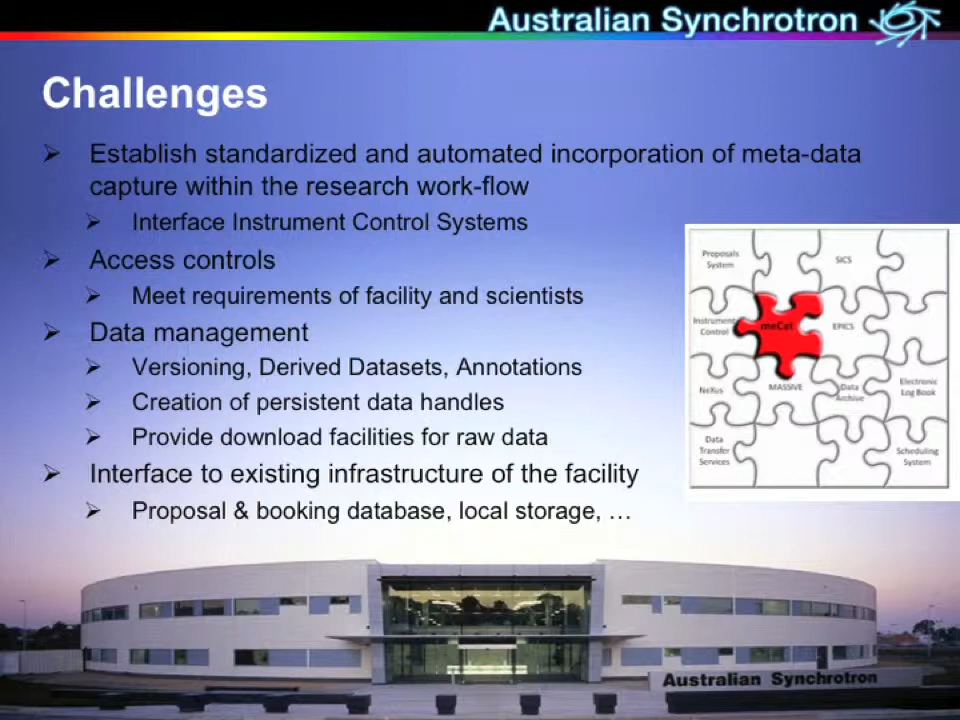 Australian Synchrotron
Challenges
Establish standardized and automated incorporation of meta-data
capture within the research work-flow
Interface Instrument Control Systems
Access controls
Meet requirements of facility and scientists
Data management
Versioning, Derived Datasets, Annotations
Creation of persistent data handles
Provide download facilities for raw data
Interface to existing infrastructure of the facility
Proposal & booking database, local storage, …
Proposals
System
SICS
Instrument
Control
meCat
EPICS
NeXus
MASSIVE
Data
Archive
Electronic
Log Book
Data
Transfer
Services
Scheduling
System
Australian Synchrotron